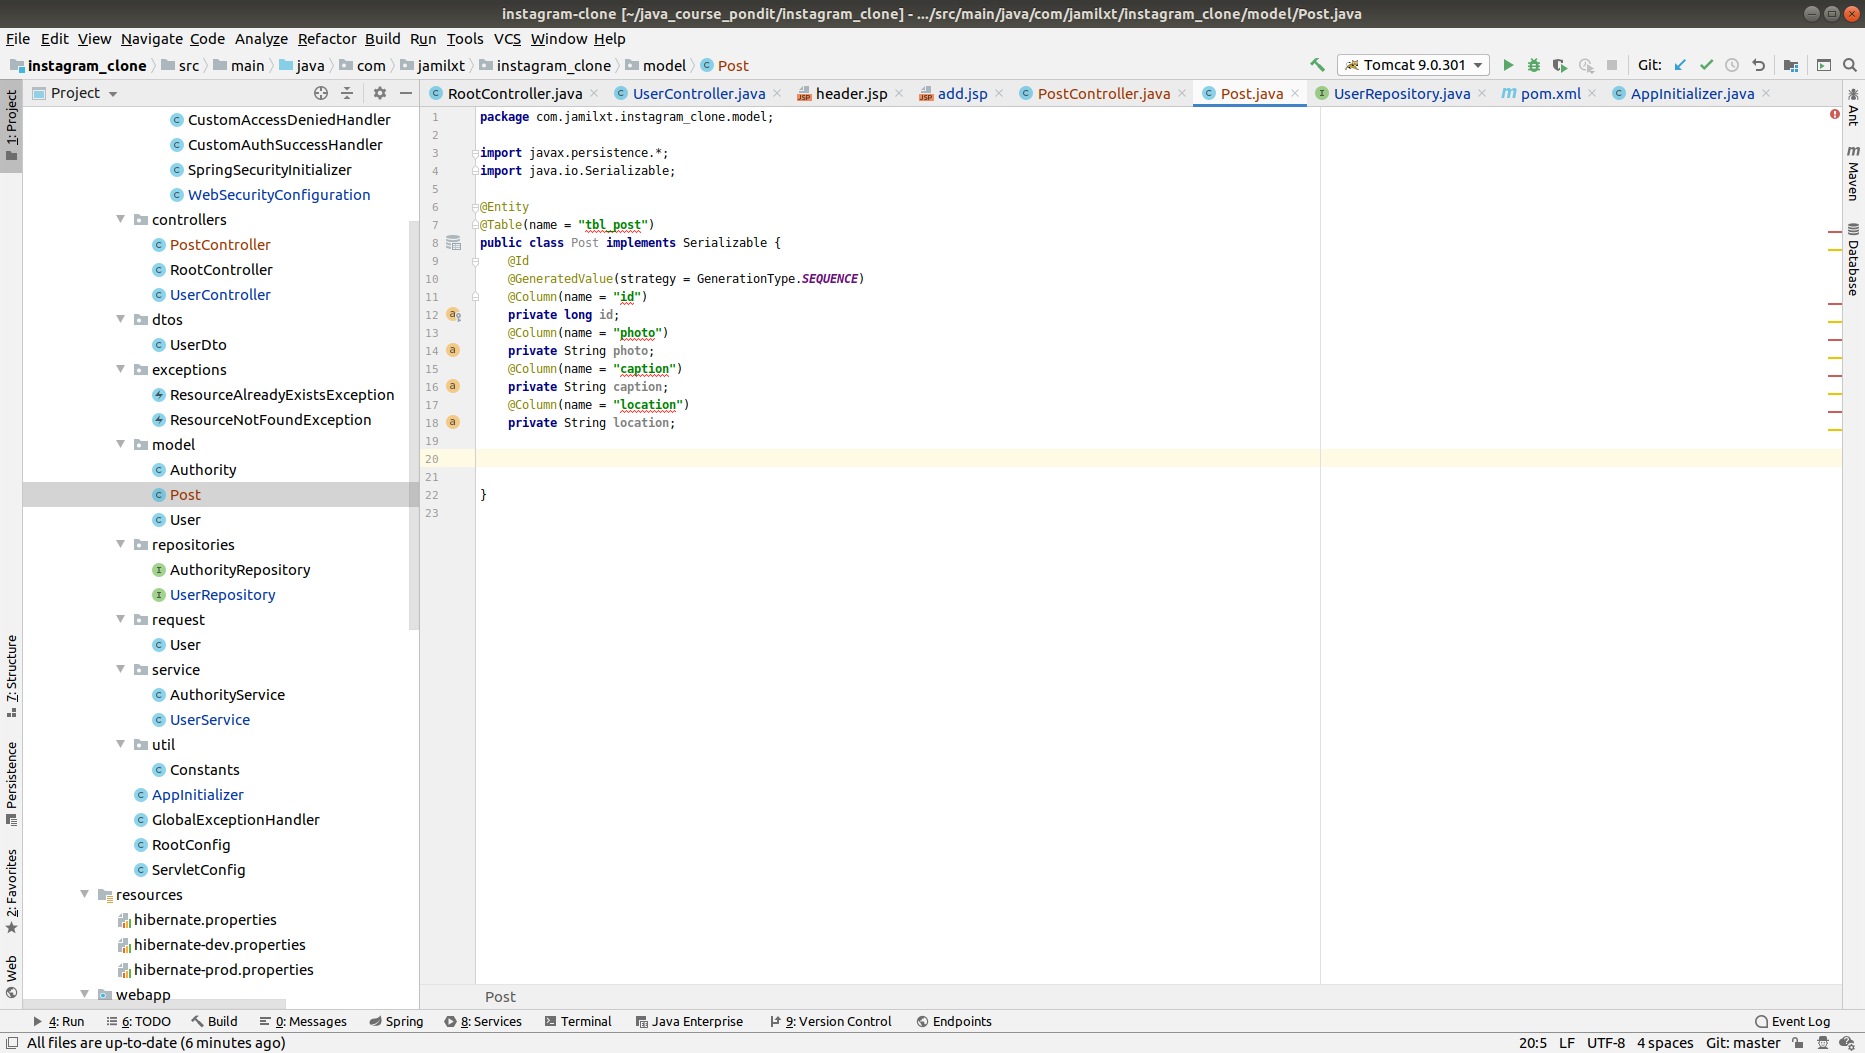 instagram-clone [~/java_course_pondit/instagram_clone] - .../src/main/java/com/jamilxt/instagram_clone/model/Post.java
File Edit View Navigate Code Analyze Refactor Build Run Tools VCS Window Help
instagram_clone src main java com jamilxt instagram_clone model Post
Tomcat 9.0.301 Git:
Project
RootController.java UserController.java header.jsp add.jsp PostController.java Post.java UserRepository.java pom.xml AppInitializer.java
1: Project
7: Structure
Persistence
2: Favorites
Web
CustomAccessDeniedHandler
CustomAuthSuccessHandler
SpringSecurityInitializer
WebSecurityConfiguration
controllers
PostController
RootController
UserController
dtos
UserDto
exceptions
ResourceAlreadyExistsException
ResourceNotFoundException
model
Authority
Post
User
repositories
AuthorityRepository
UserRepository
request
User
service
AuthorityService
UserService
util
Constants
AppInitializer
GlobalExceptionHandler
RootConfig
ServletConfig
resources
hibernate.properties
hibernate-dev.properties
hibernate-prod.properties
webapp
1 package com.jamilxt.instagram_clone.model;
2
3 import javax.persistence.*;
4 import java.io.Serializable;
5
6 @Entity
7 @Table(name = "tbl_post")
8 public class Post implements Serializable {
9 @Id
10 @GeneratedValue(strategy = GenerationType.SEQUENCE)
11 @Column(name = "id")
12 private long id;
13 @Column(name = "photo")
14 private String photo;
15 @Column(name = "caption")
16 private String caption;
17 @Column(name = "location")
18 private String location;
19
20
21
22 }
23
Post
Ant
Maven
Database
4: Run 6: TODO Build 0: Messages Spring 8: Services Terminal Java Enterprise 9: Version Control Endpoints Event Log
All files are up-to-date (6 minutes ago) 20:5 LF UTF-8 4 spaces Git: master